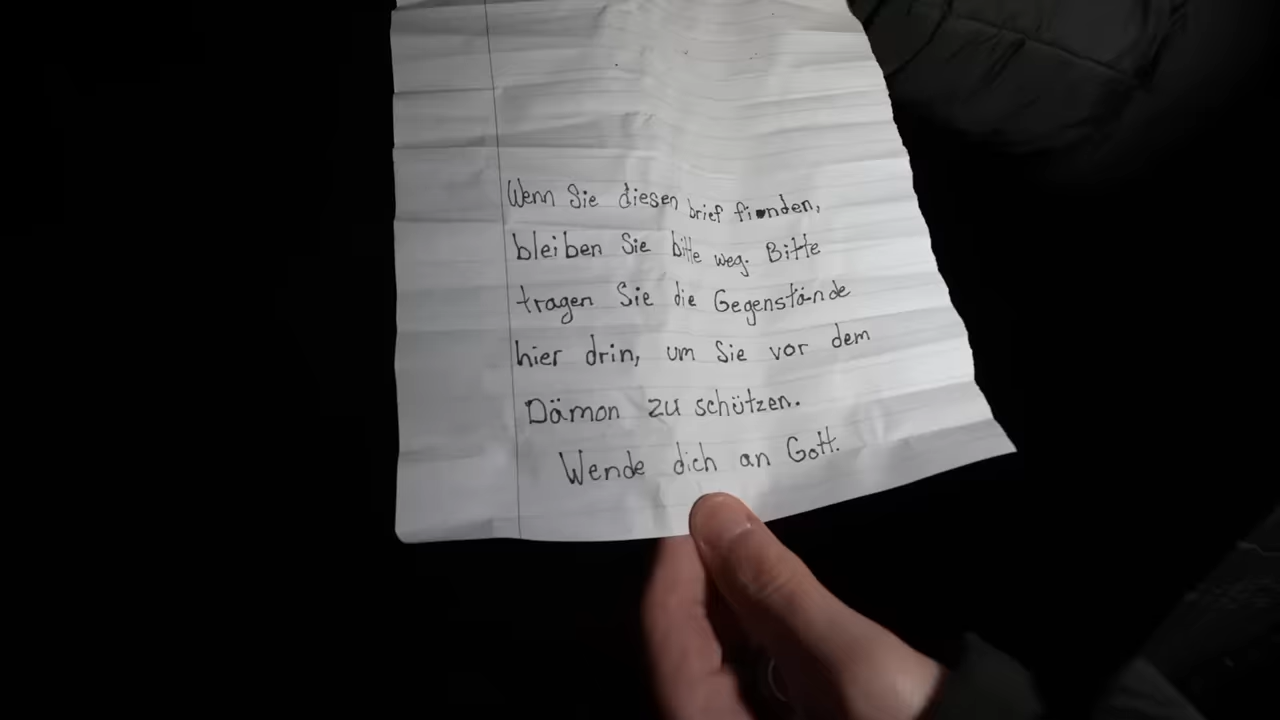 Wenn Sie diesen brief finden,
bleiben Sie bitte weg. Bitte
tragen Sie die Gegenstände
hier drin, um Sie vor dem
Dämon zu schützen.
Wende dich an Gott.